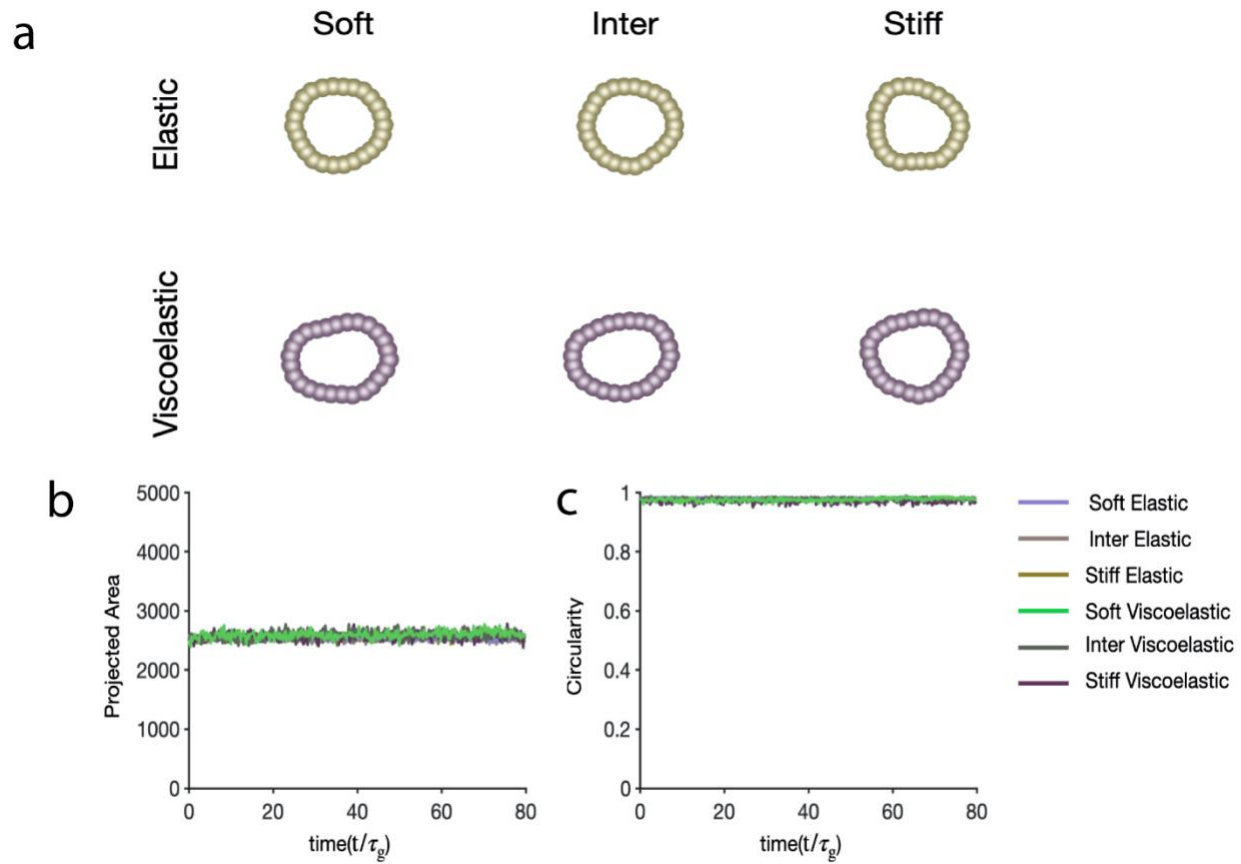 a
Soft Inter Stiff
Elastic
Viscoelastic
b
5000
4000
3000
2000
1000
0
Projected Area
0 20 40 60 80
time(t/τg)
c
1
0.8
0.6
0.4
0.2
0
Circularity
0 20 40 60 80
time(t/τg)
Soft Elastic
Inter Elastic
Stiff Elastic
Soft Viscoelastic
Inter Viscoelastic
Stiff Viscoelastic